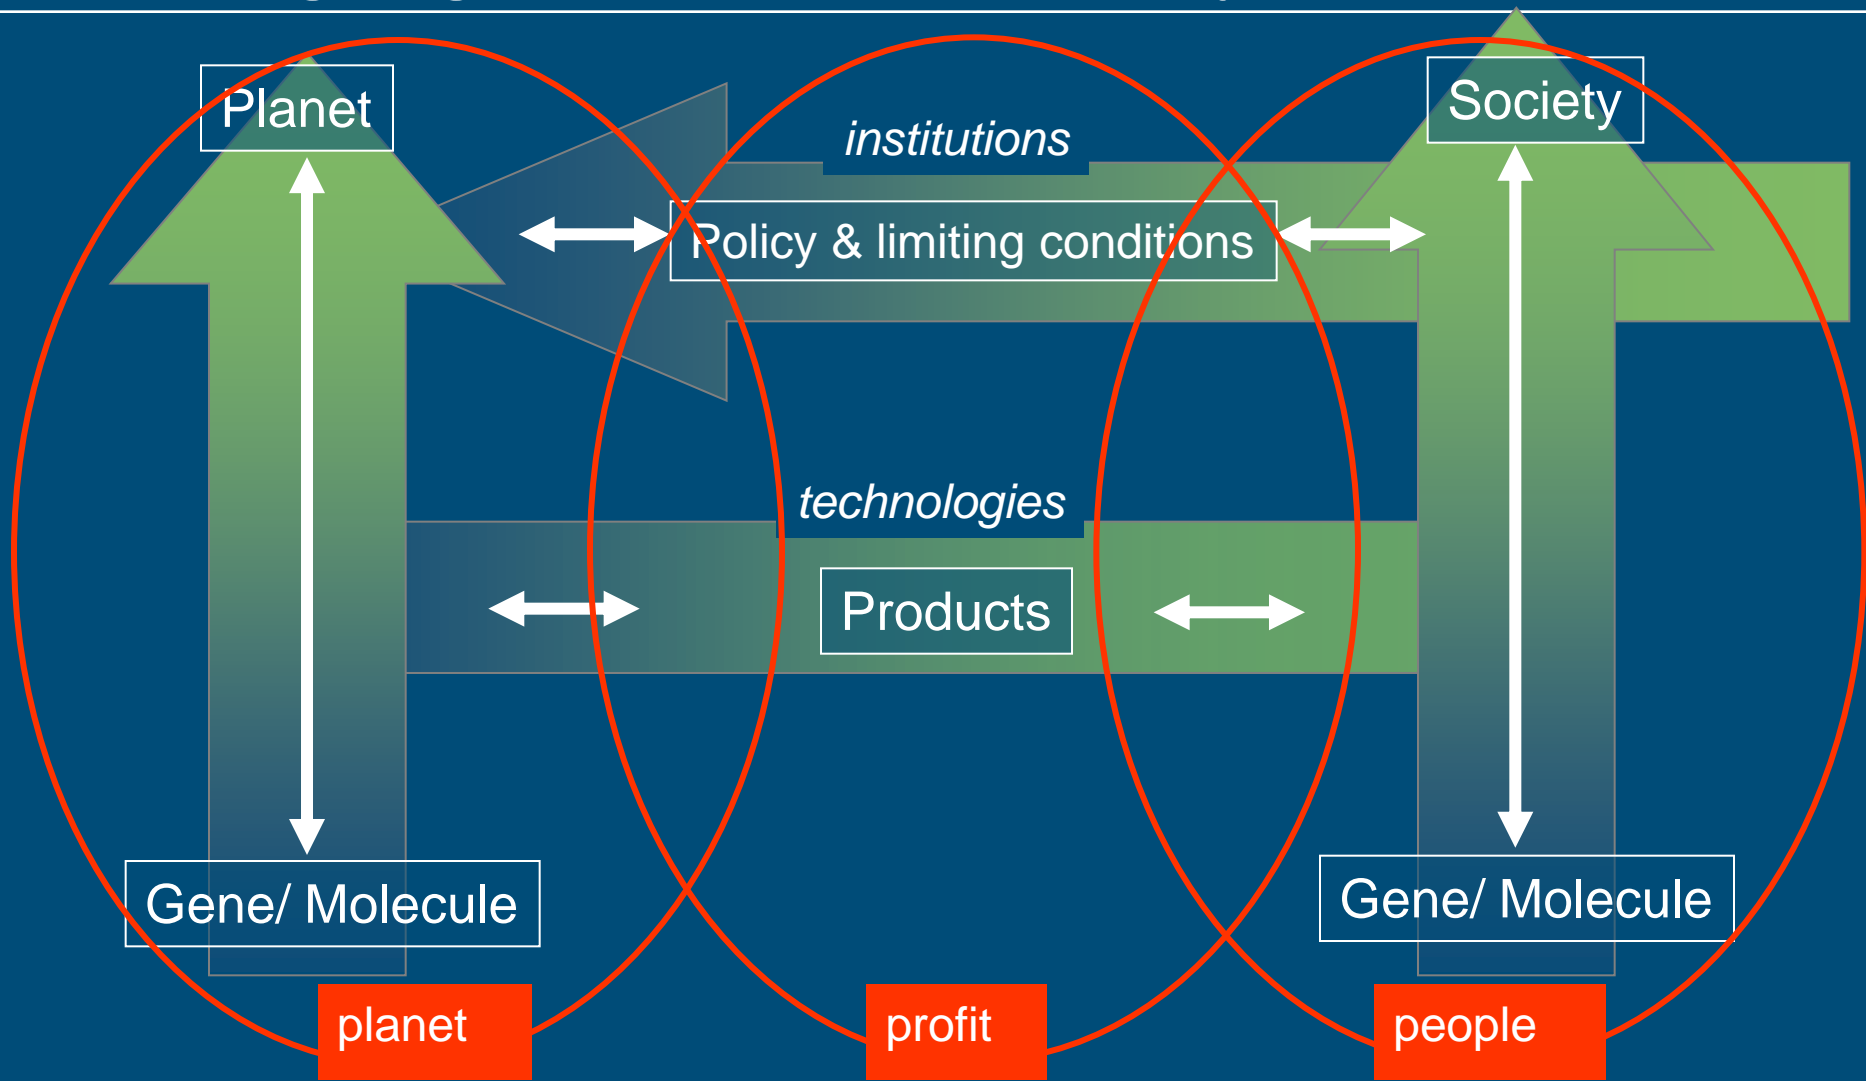 Planet
Society
institutions
Policy & limiting conditions
technologies
Products
Gene/ Molecule
Gene/ Molecule
planet
profit
people